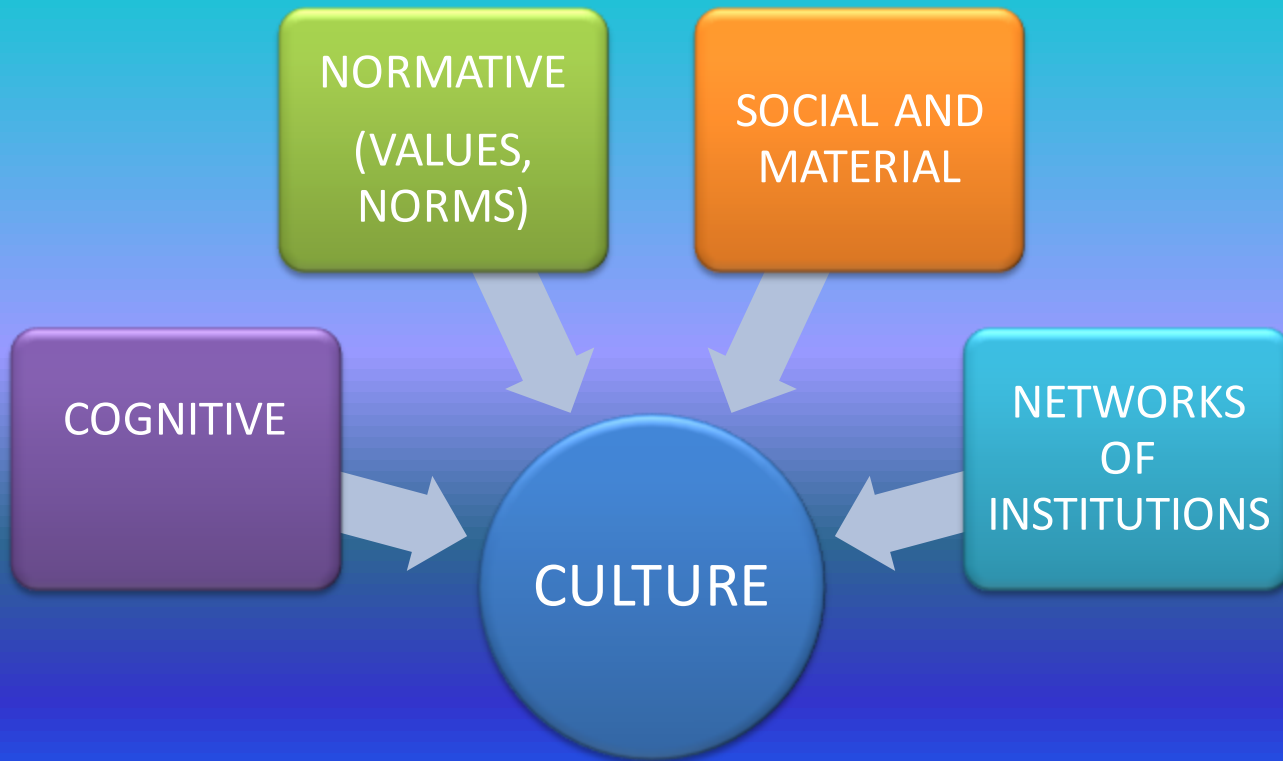 NORMATIVE
(VALUES,
NORMS)
SOCIAL AND
MATERIAL
COGNITIVE
NETWORKS
OF
INSTITUTIONS
CULTURE